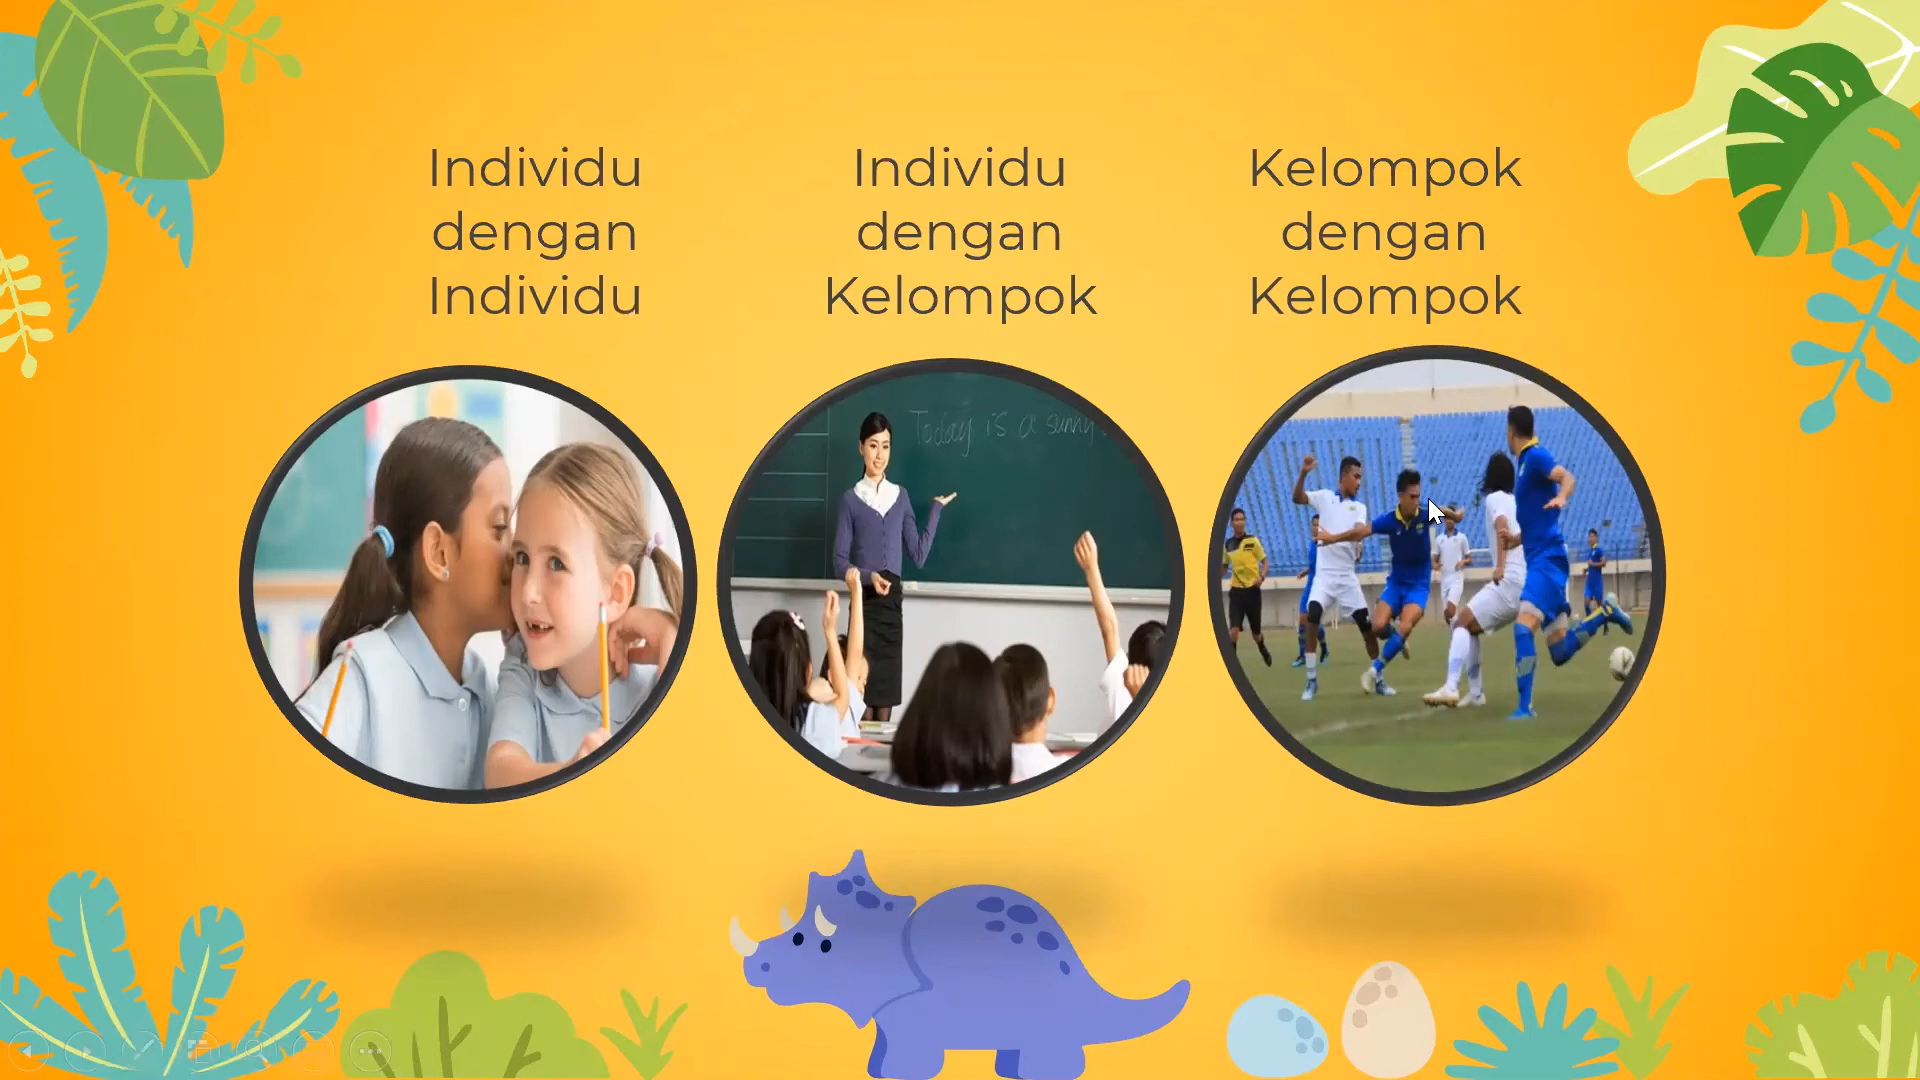 Individu
dengan
Individu
Individu
dengan
Kelompok
Kelompok
dengan
Kelompok
Today is a sunny